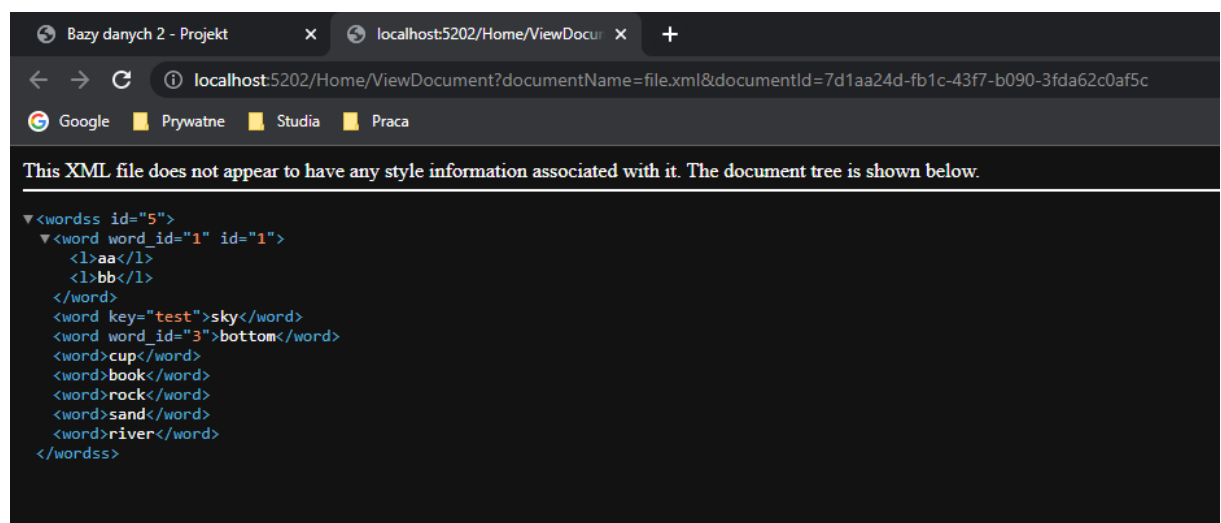 Bazy danych 2 - Projekt
localhost:5202/Home/ViewDocur
localhost:5202/Home/ViewDocument?documentName=file.xml&documentId=7d1aa24d-fb1c-43f7-b090-3fda62c0af5c
Google Prywatne Studia Praca
This XML file does not appear to have any style information associated with it. The document tree is shown below.
▼<wordss id="5">
▼<word word_id="1" id="1">
<l>aa</l>
<l>bb</l>
</word>
<word key="test">sky</word>
<word word_id="3">bottom</word>
<word>cup</word>
<word>book</word>
<word>rock</word>
<word>sand</word>
<word>river</word>
</wordss>